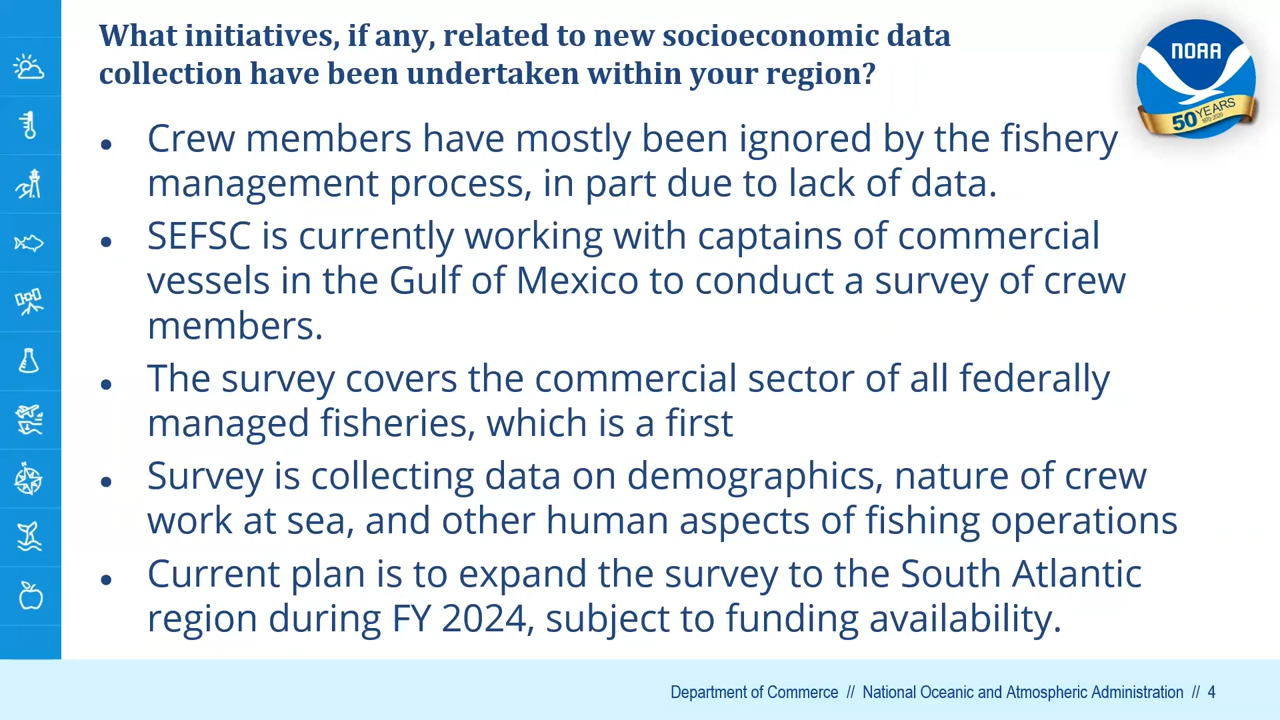 What initiatives, if any, related to new socioeconomic data
collection have been undertaken within your region?
NOAA
50 YEARS
1970-2020
• Crew members have mostly been ignored by the fishery
management process, in part due to lack of data.
• SEFSC is currently working with captains of commercial
vessels in the Gulf of Mexico to conduct a survey of crew
members.
• The survey covers the commercial sector of all federally
managed fisheries, which is a first
• Survey is collecting data on demographics, nature of crew
work at sea, and other human aspects of fishing operations
• Current plan is to expand the survey to the South Atlantic
region during FY 2024, subject to funding availability.
Department of Commerce // National Oceanic and Atmospheric Administration // 4